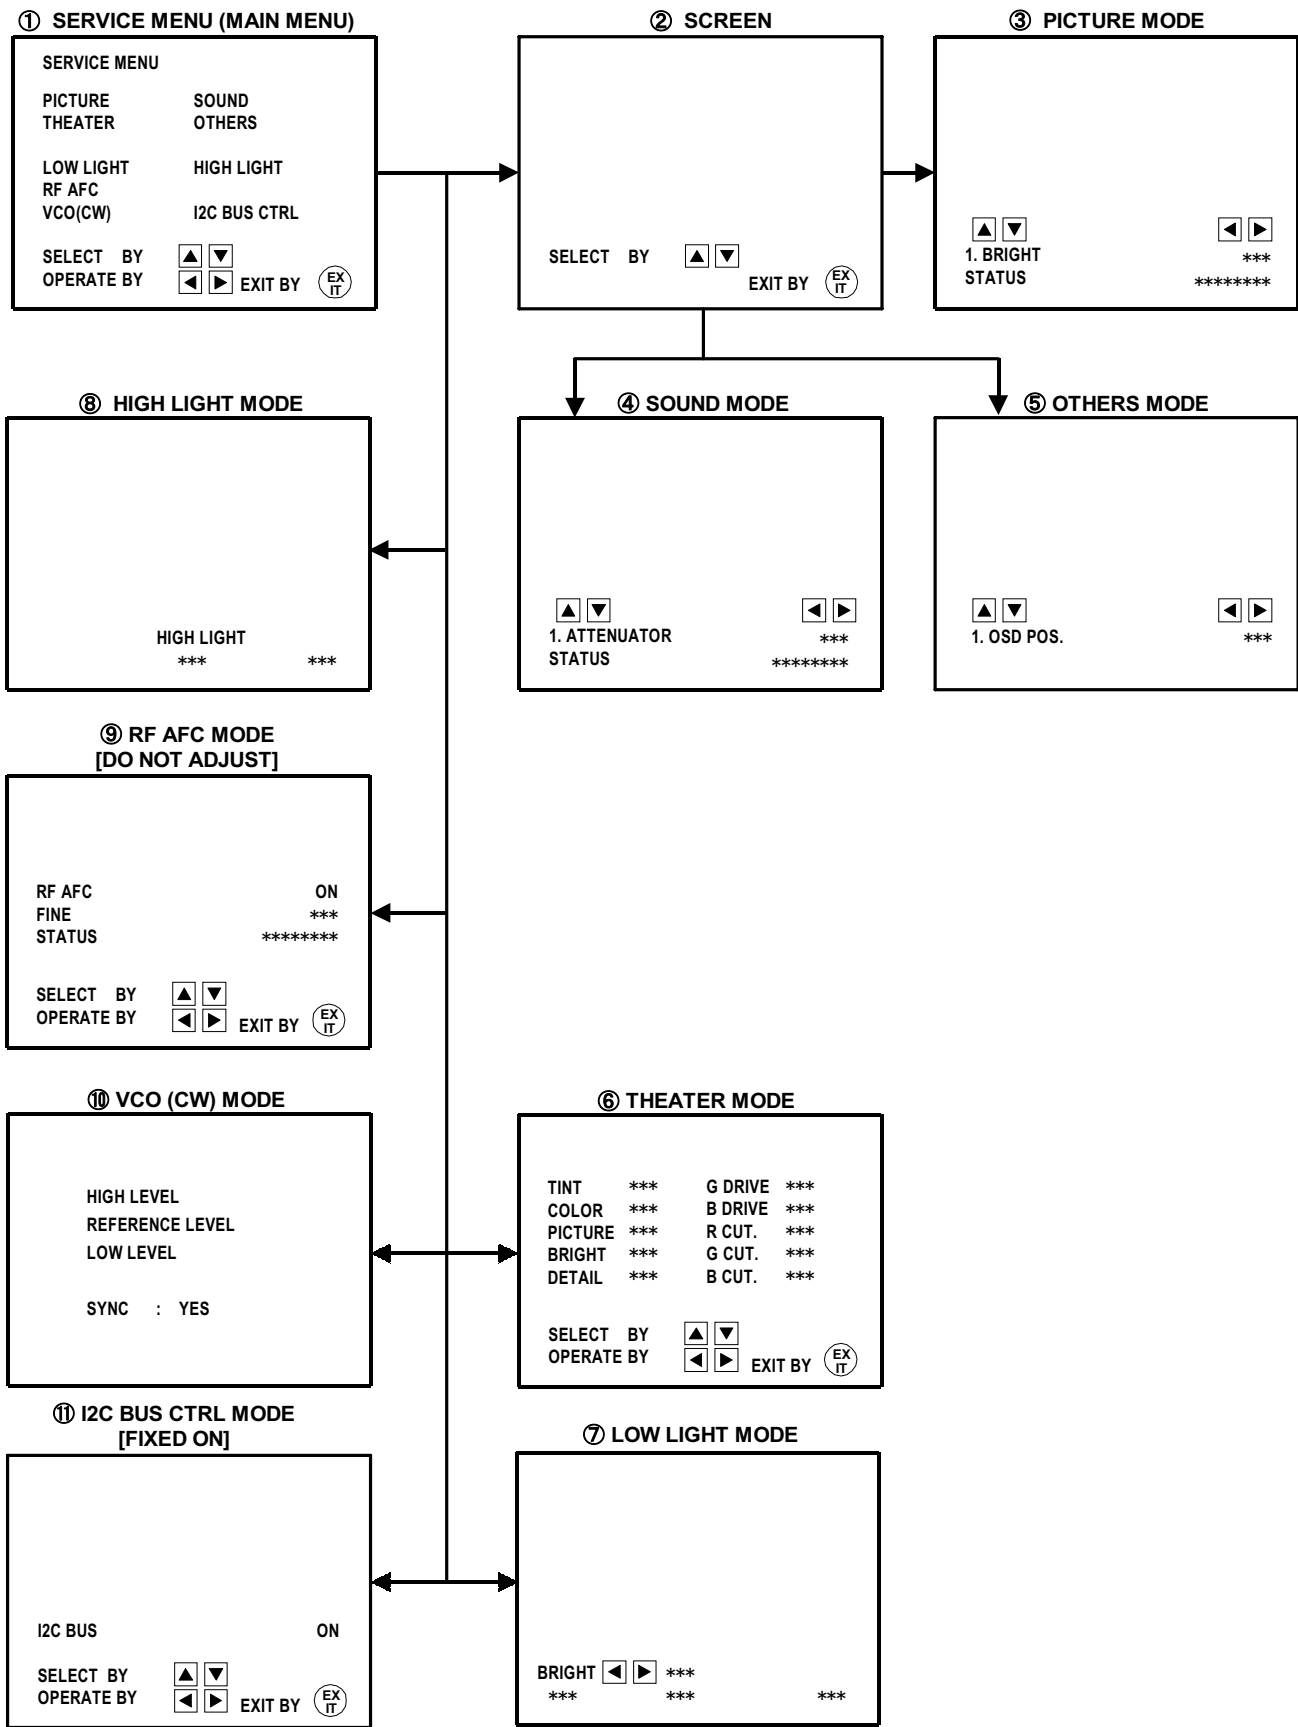 ① SERVICE MENU (MAIN MENU)
SERVICE MENU
PICTURE SOUND
THEATER OTHERS
LOW LIGHT HIGH LIGHT
RF AFC
VCO(CW) I2C BUS CTRL
SELECT BY ▲ ▼
OPERATE BY ◀ ▶ EXIT BY EXIT
② SCREEN
SELECT BY ▲ ▼
EXIT BY EXIT
③ PICTURE MODE
▲ ▼ ◀ ▶
1. BRIGHT ***
STATUS ********
⑧ HIGH LIGHT MODE
HIGH LIGHT
*** ***
④ SOUND MODE
▲ ▼ ◀ ▶
1. ATTENUATOR ***
STATUS ********
⑤ OTHERS MODE
▲ ▼ ◀ ▶
1. OSD POS. ***
⑨ RF AFC MODE
[DO NOT ADJUST]
RF AFC ON
FINE ***
STATUS ********
SELECT BY ▲ ▼
OPERATE BY ◀ ▶ EXIT BY EXIT
⑩ VCO (CW) MODE
HIGH LEVEL
REFERENCE LEVEL
LOW LEVEL
SYNC : YES
⑥ THEATER MODE
TINT *** G DRIVE ***
COLOR *** B DRIVE ***
PICTURE *** R CUT. ***
BRIGHT *** G CUT. ***
DETAIL *** B CUT. ***
SELECT BY ▲ ▼
OPERATE BY ◀ ▶ EXIT BY EXIT
⑪ I2C BUS CTRL MODE
[FIXED ON]
I2C BUS ON
SELECT BY ▲ ▼
OPERATE BY ◀ ▶ EXIT BY EXIT
⑦ LOW LIGHT MODE
BRIGHT ◀ ▶ ***
*** *** ***